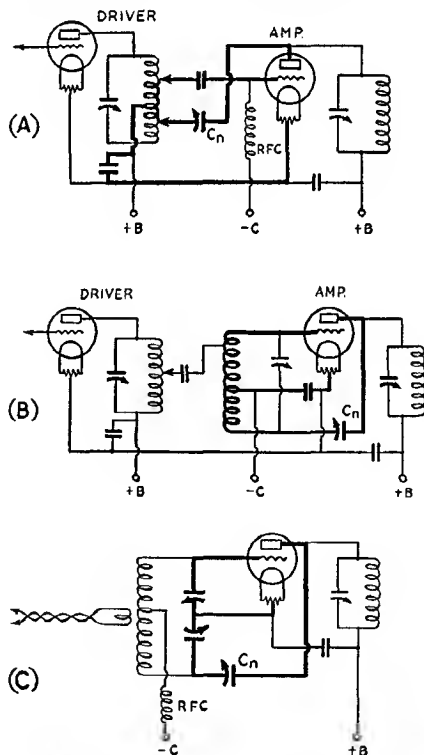 DRIVER AMP.
(A)
Cn
RFC
+B -C +B
DRIVER AMP.
(B)
Cn
+B -C +B
(C)
Cn
RFC
-C +B